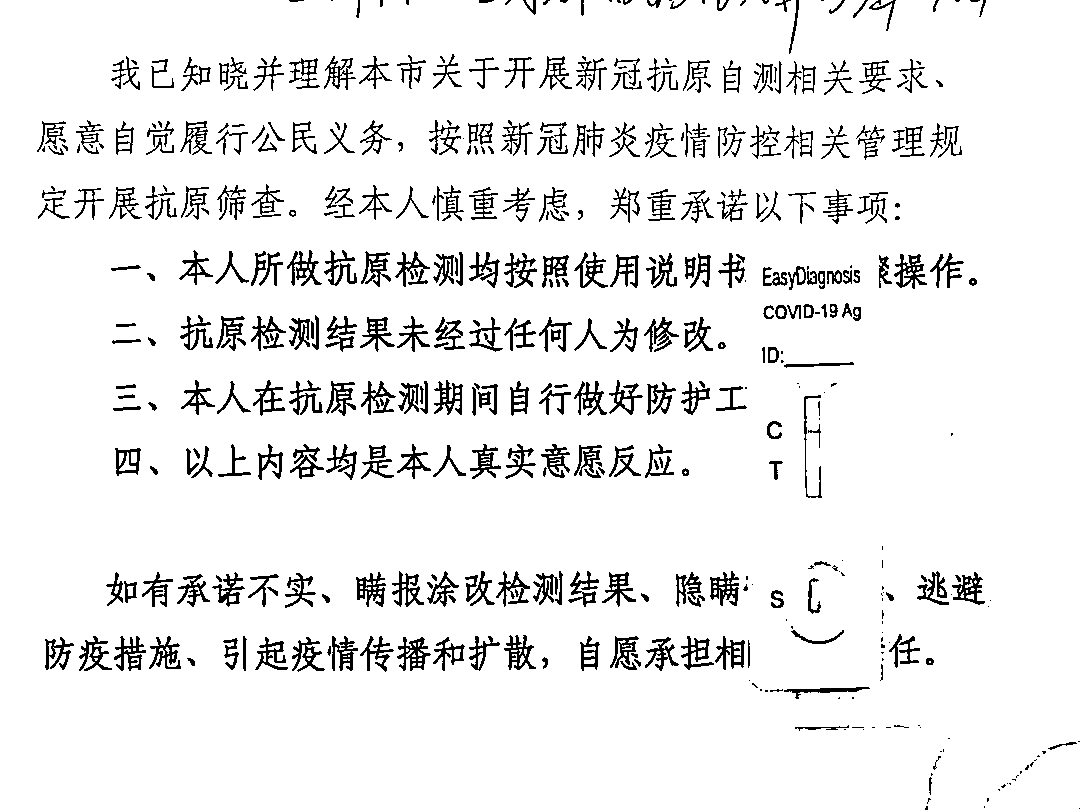 我已知晓并理解本市关于开展新冠抗原自测相关要求、
愿意自觉履行公民义务，按照新冠肺炎疫情防控相关管理规
定开展抗原筛查。经本人慎重考虑，郑重承诺以下事项：
一、本人所做抗原检测均按照使用说明书 操作。
二、抗原检测结果未经过任何人为修改。
三、本人在抗原检测期间自行做好防护工
四、以上内容均是本人真实意愿反应。
如有承诺不实、瞒报涂改检测结果、隐瞒 、逃避
防疫措施、引起疫情传播和扩散，自愿承担相 任。
EasyDiagnosis
COVID-19 Ag
ID:
C
T
S